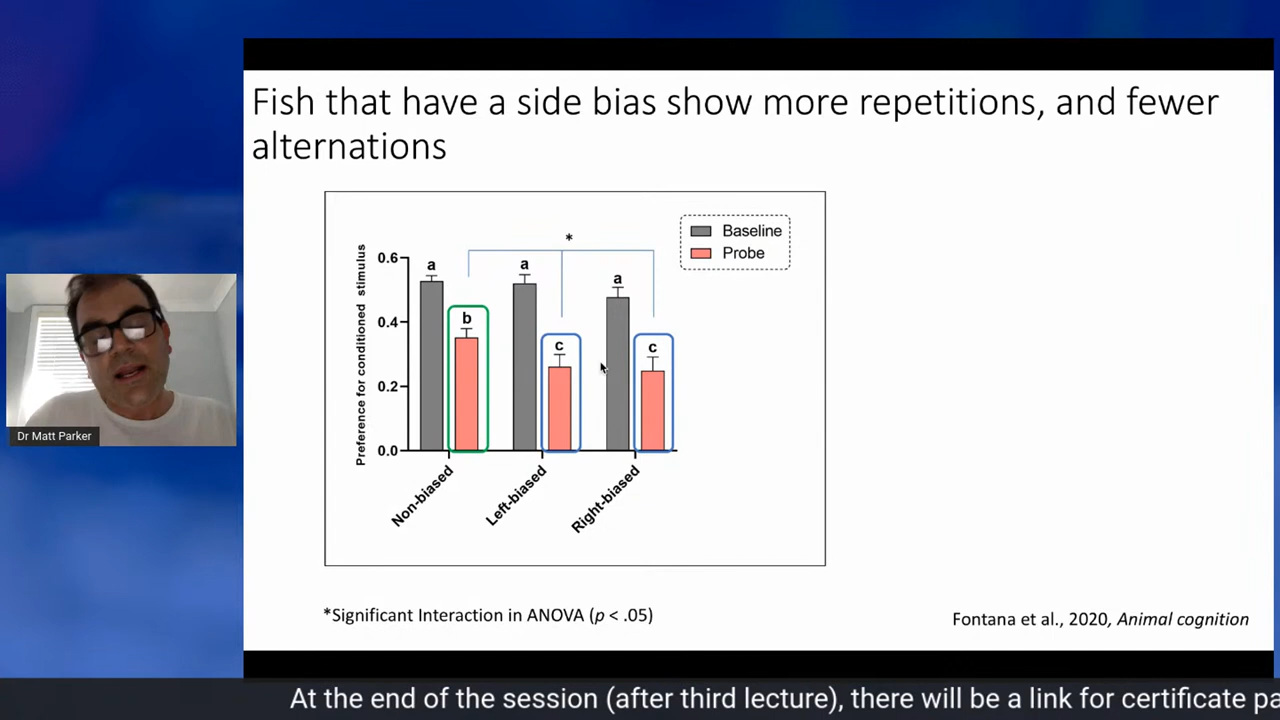 Fish that have a side bias show more repetitions, and fewer
alternations
Baseline
Probe
*
Preference for conditioned stimulus
0.6
0.4
0.2
0.0
a
b
a
c
a
c
Non-biased
Left-biased
Right-biased
*Significant Interaction in ANOVA (p < .05)
Fontana et al., 2020, Animal cognition
Dr Matt Parker
At the end of the session (after third lecture), there will be a link for certificate pa